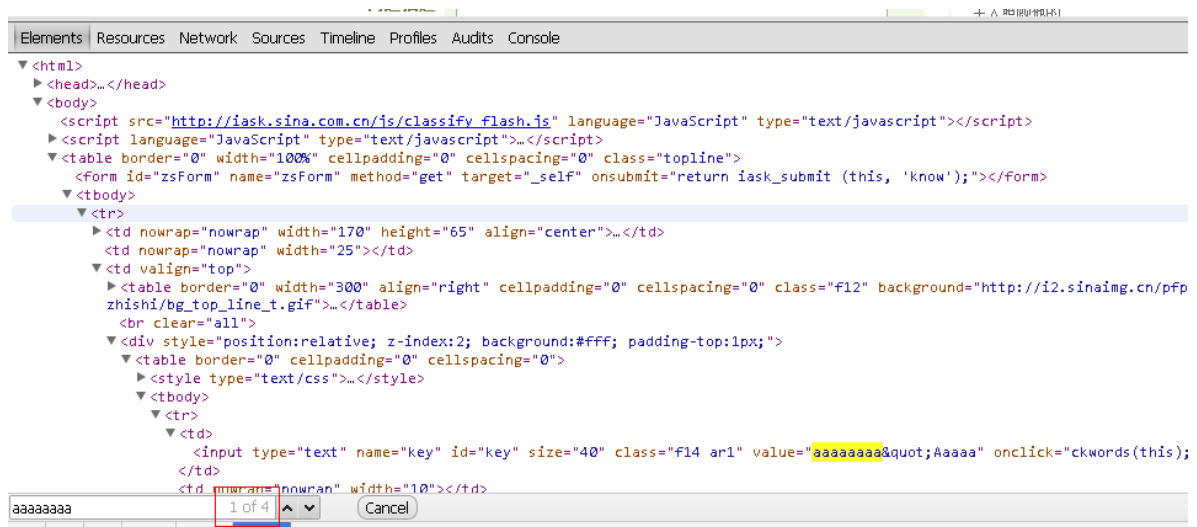 Elements Resources Network Sources Timeline Profiles Audits Console
▼<html>
▶<head>…</head>
▼<body>
<script src="http://iask.sina.com.cn/js/classify_flash.js" language="JavaScript" type="text/javascript"></script>
▶<script language="JavaScript" type="text/javascript">…</script>
▼<table border="0" width="100%" cellpadding="0" cellspacing="0" class="topline">
<form id="zsForm" name="zsForm" method="get" target="_self" onsubmit="return iask_submit (this, 'know');"></form>
▼<tbody>
▼<tr>
▶<td nowrap="nowrap" width="170" height="65" align="center">…</td>
<td nowrap="nowrap" width="25"></td>
▼<td valign="top">
▶<table border="0" width="300" align="right" cellpadding="0" cellspacing="0" class="f12" background="http://i2.sinaimg.cn/pfp
zhishi/bg_top_line_t.gif">…</table>
<br clear="all">
▼<div style="position:relative; z-index:2; background:#fff; padding-top:1px;">
▼<table border="0" cellpadding="0" cellspacing="0">
▶<style type="text/css">…</style>
▼<tbody>
▼<tr>
▼<td>
<input type="text" name="key" id="key" size="40" class="f14 ar1" value="aaaaaaaa&quot;Aaaaa" onclick="ckwords(this);
</td>
<td nowrap="nowrap" width="10"></td>
aaaaaaaa 1 of 4 Cancel